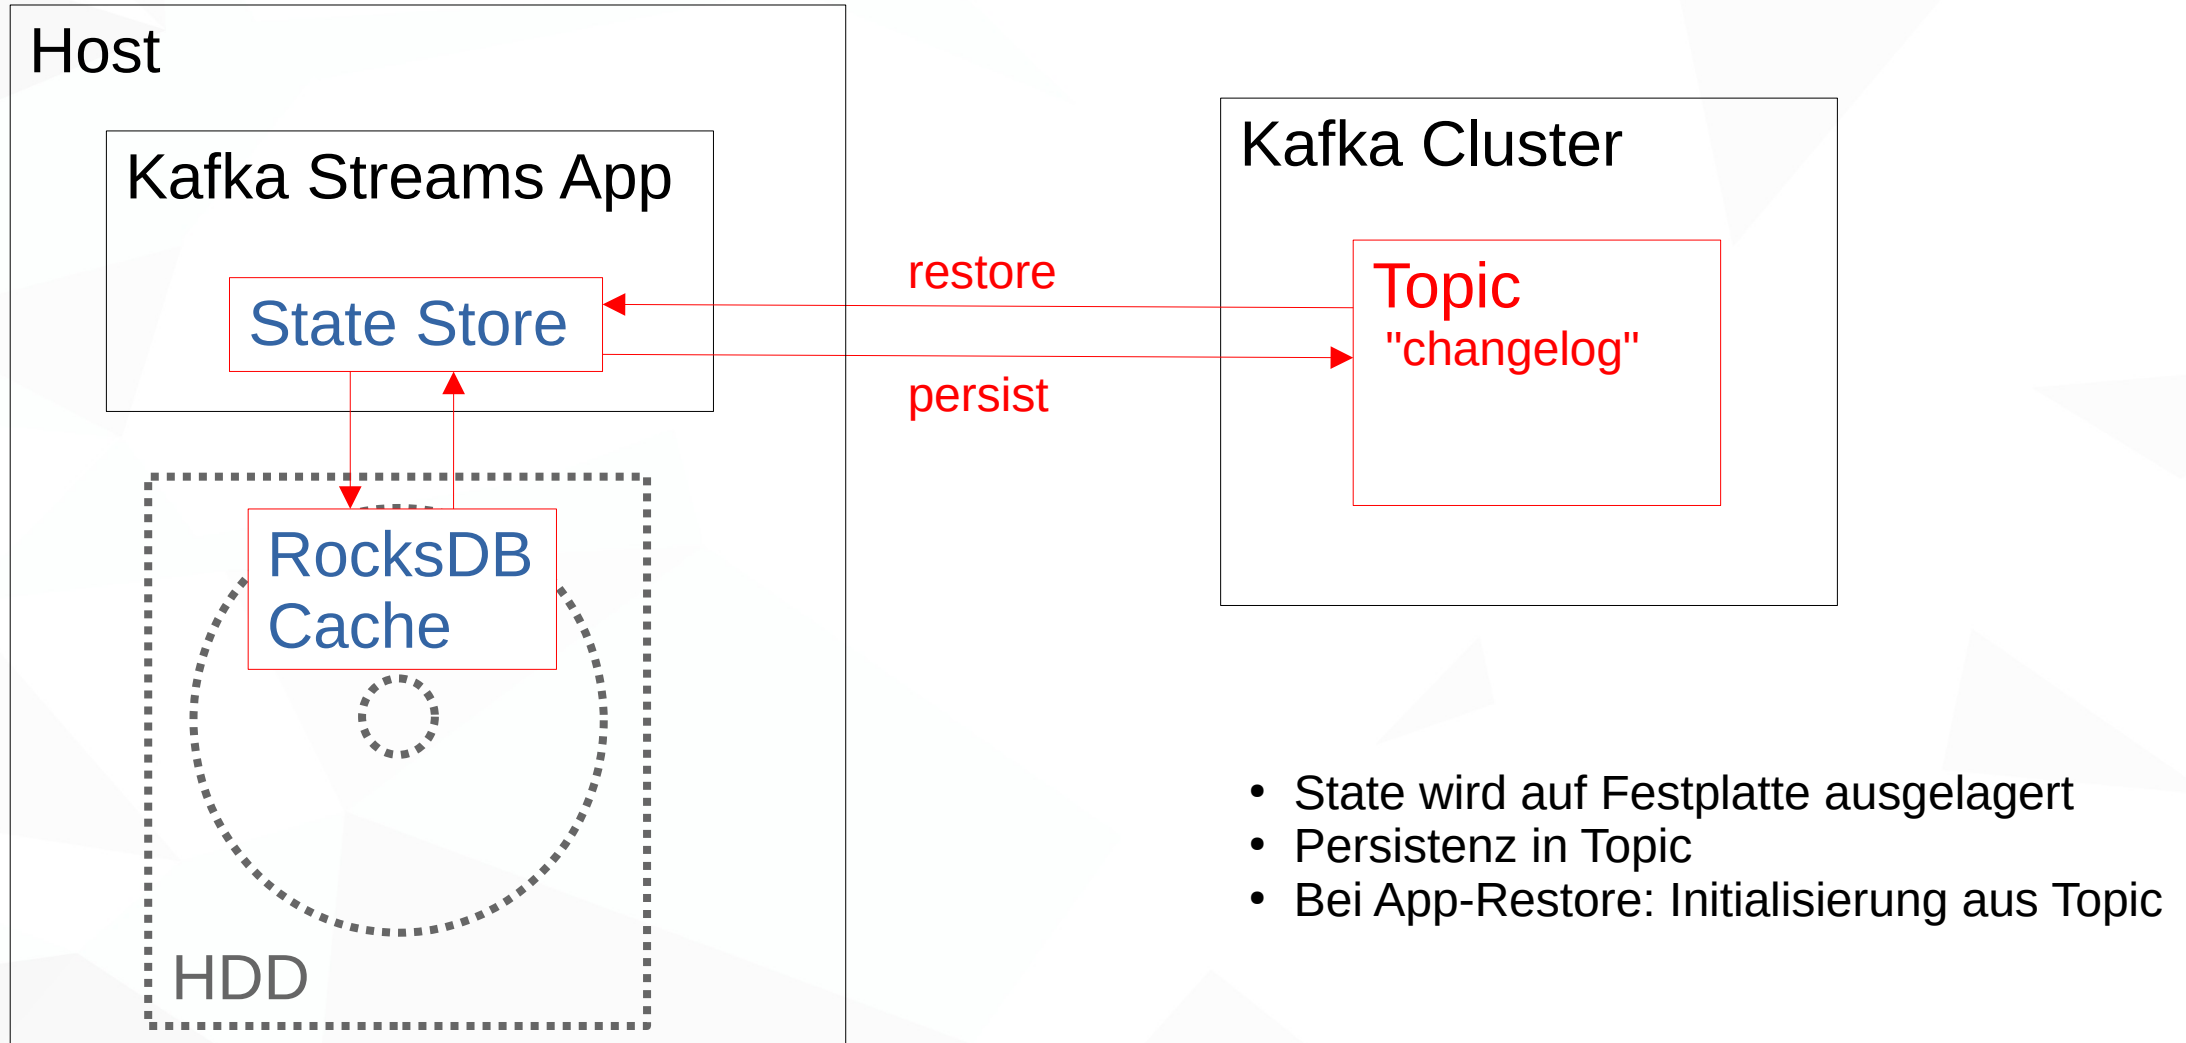 Host
Kafka Streams App
State Store
RocksDB
Cache
HDD
restore
persist
Kafka Cluster
Topic
"changelog"
• State wird auf Festplatte ausgelagert
• Persistenz in Topic
• Bei App-Restore: Initialisierung aus Topic